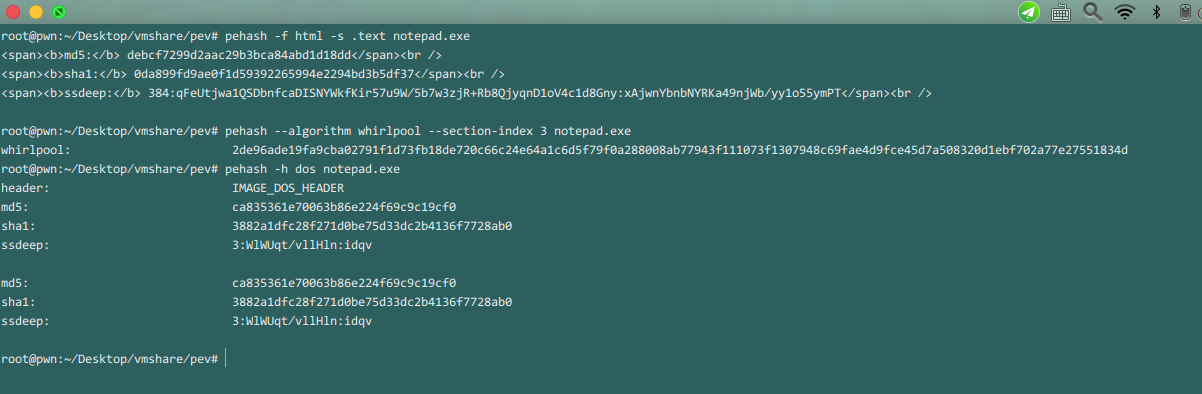 root@pwn:~/Desktop/vmshare/pev# pehash -f html -s .text notepad.exe
<span><b>md5:</b> debcf7299d2aac29b3bca84abd1d18dd</span><br />
<span><b>sha1:</b> 0da899fd9ae0f1d59392265994e2294bd3b5df37</span><br />
<span><b>ssdeep:</b> 384:qFeUtjwa1QSDbnfcaDISNYWkfKir57u9W/5b7w3zjR+Rb8QjyqnD1oV4c1d8Gny:xAjwnYbnbNYRKa49njWb/yy1o55ymPT</span><br />
root@pwn:~/Desktop/vmshare/pev# pehash --algorithm whirlpool --section-index 3 notepad.exe
whirlpool: 2de96ade19fa9cba02791f1d73fb18de720c66c24e64a1c6d5f79f0a288008ab77943f111073f1307948c69fae4d9fce45d7a508320d1ebf702a77e27551834d
root@pwn:~/Desktop/vmshare/pev# pehash -h dos notepad.exe
header: IMAGE_DOS_HEADER
md5: ca835361e70063b86e224f69c9c19cf0
sha1: 3882a1dfc28f271d0be75d33dc2b4136f7728ab0
ssdeep: 3:WlWUqt/vllHln:idqv
md5: ca835361e70063b86e224f69c9c19cf0
sha1: 3882a1dfc28f271d0be75d33dc2b4136f7728ab0
ssdeep: 3:WlWUqt/vllHln:idqv
root@pwn:~/Desktop/vmshare/pev#